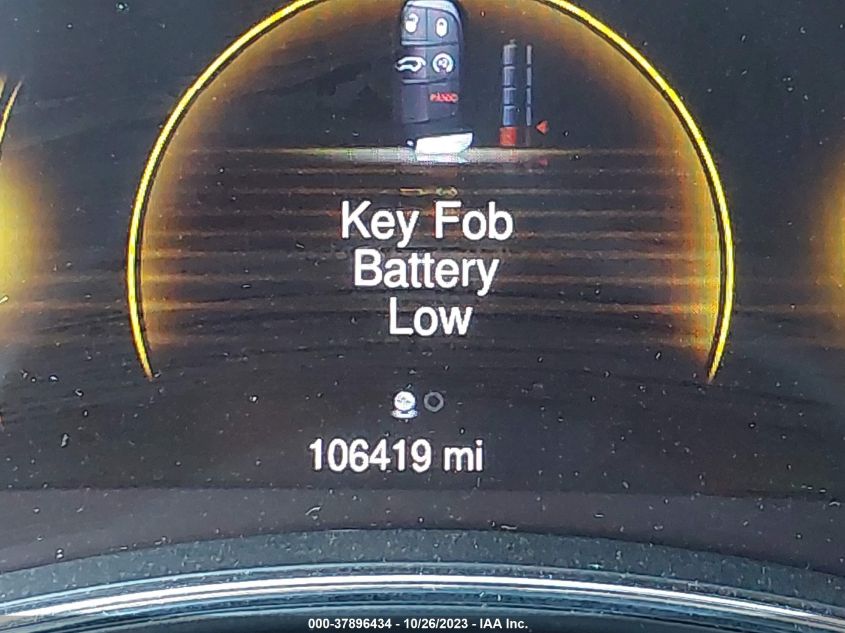 PANIC
Key Fob
Battery
Low
106419 mi
000-37896434 - 10/26/2023 - IAA Inc.